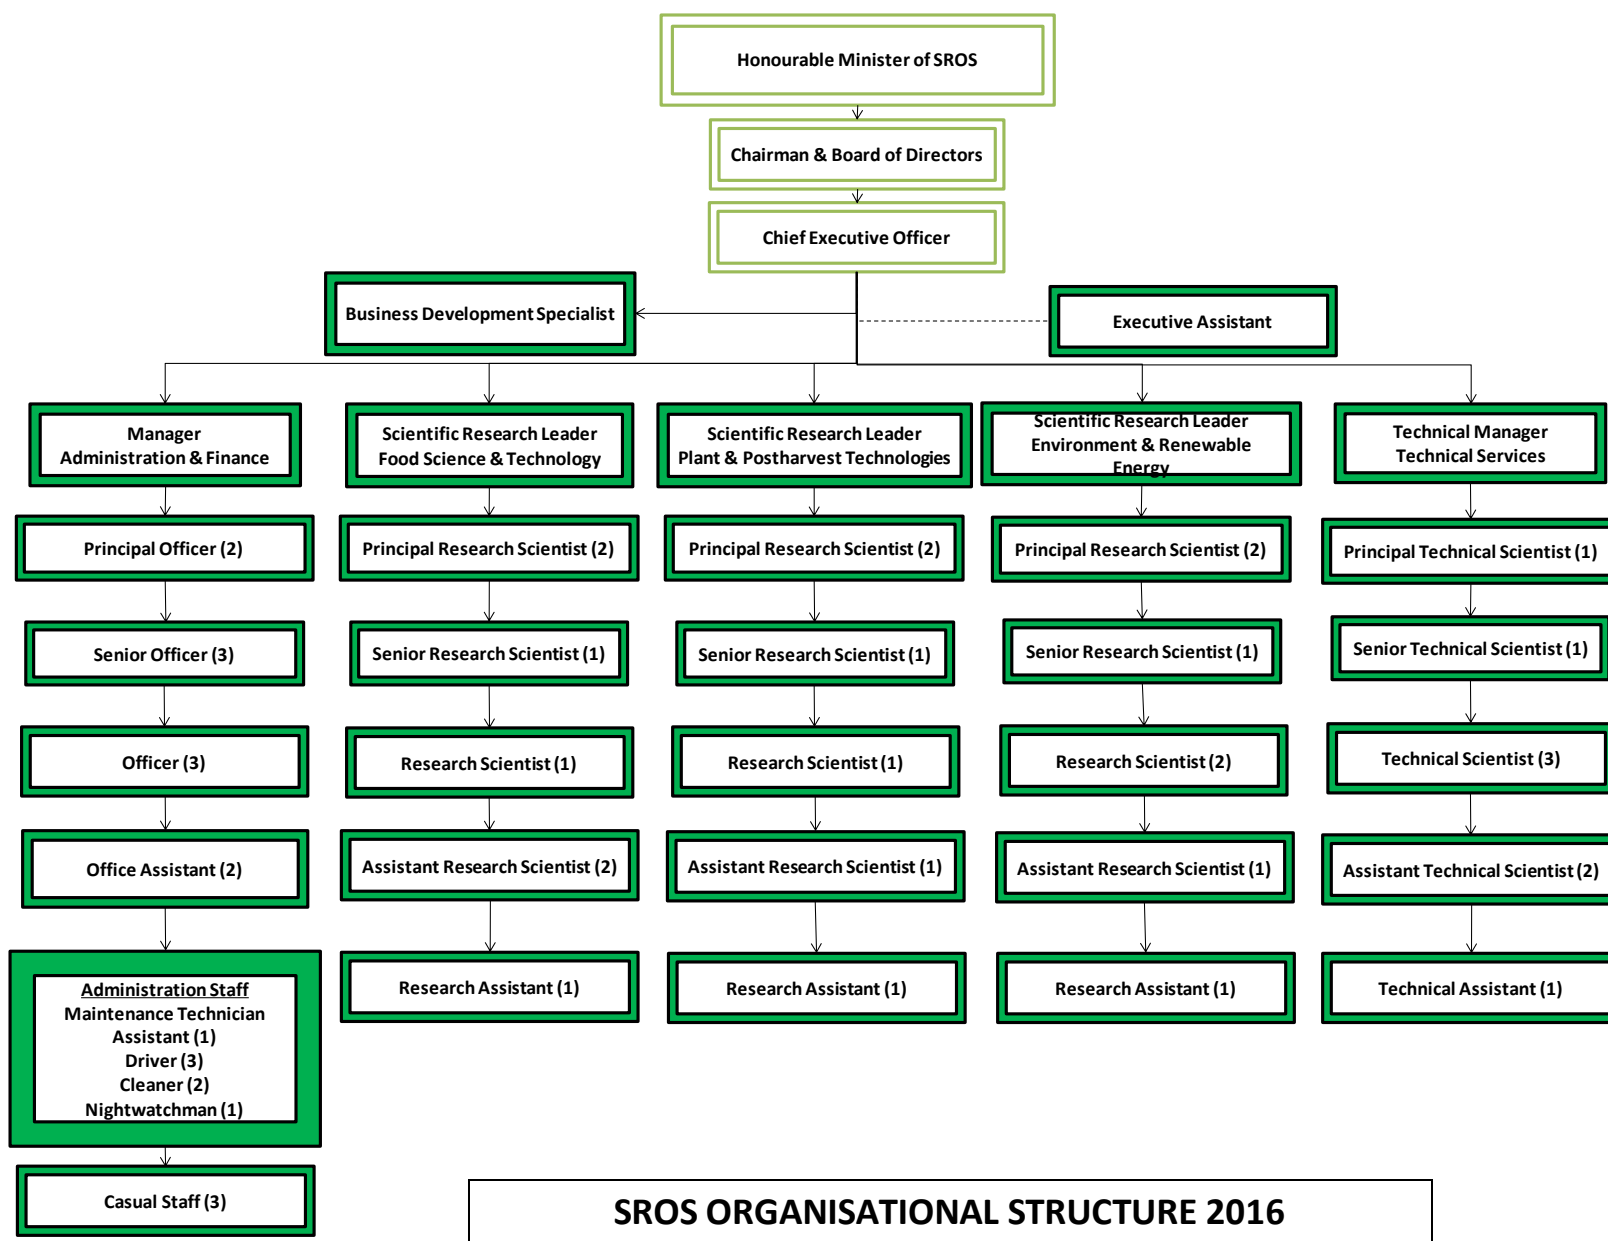 Honourable Minister of SROS
Chairman & Board of Directors
Chief Executive Officer
Business Development Specialist
Executive Assistant
Manager
Administration & Finance
Scientific Research Leader
Food Science & Technology
Scientific Research Leader
Plant & Postharvest Technologies
Scientific Research Leader
Environment & Renewable
Energy
Technical Manager
Technical Services
Principal Officer (2)
Principal Research Scientist (2)
Principal Research Scientist (2)
Principal Research Scientist (2)
Principal Technical Scientist (1)
Senior Officer (3)
Senior Research Scientist (1)
Senior Research Scientist (1)
Senior Research Scientist (1)
Senior Technical Scientist (1)
Officer (3)
Research Scientist (1)
Research Scientist (1)
Research Scientist (2)
Technical Scientist (3)
Office Assistant (2)
Assistant Research Scientist (2)
Assistant Research Scientist (1)
Assistant Research Scientist (1)
Assistant Technical Scientist (2)
Administration Staff
Maintenance Technician
Assistant (1)
Driver (3)
Cleaner (2)
Nightwatchman (1)
Research Assistant (1)
Research Assistant (1)
Research Assistant (1)
Technical Assistant (1)
Casual Staff (3)
SROS ORGANISATIONAL STRUCTURE 2016